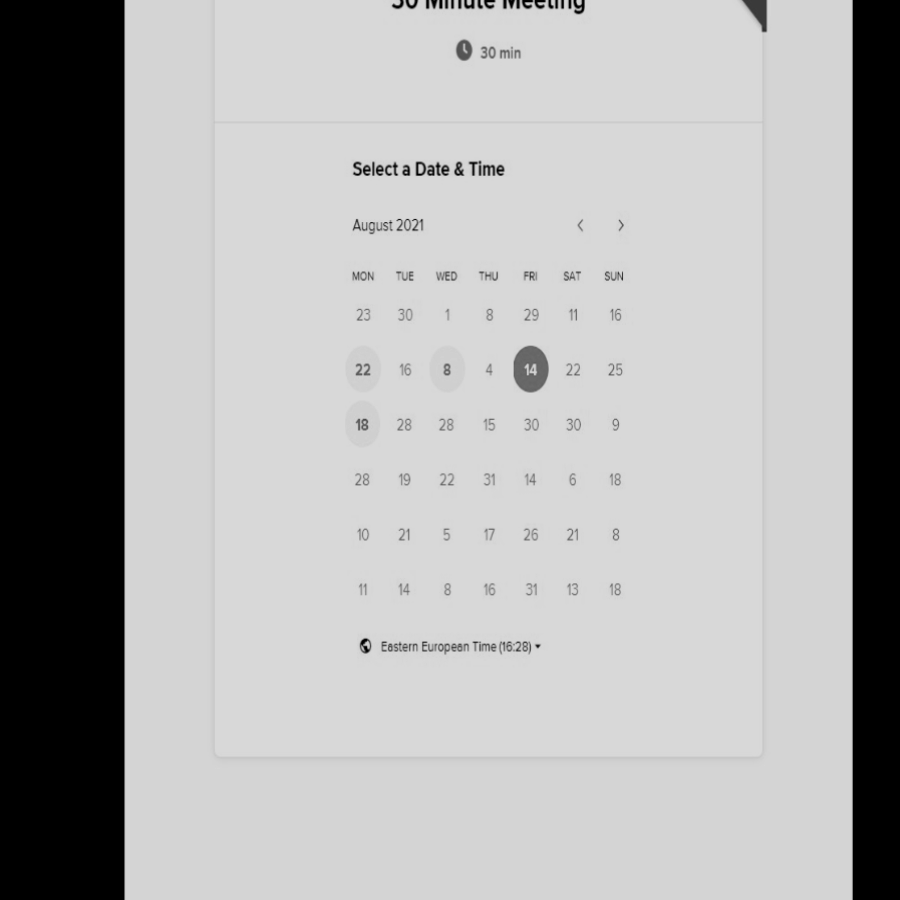 30 Minute Meeting
30 min
Select a Date & Time
August 2021
MON TUE WED THU FRI SAT SUN
23 30 1 8 29 11 16
22 16 8 4 14 22 25
18 28 28 15 30 30 9
28 19 22 31 14 6 18
10 21 5 17 26 21 8
11 14 8 16 31 13 18
Eastern European Time (16:28)